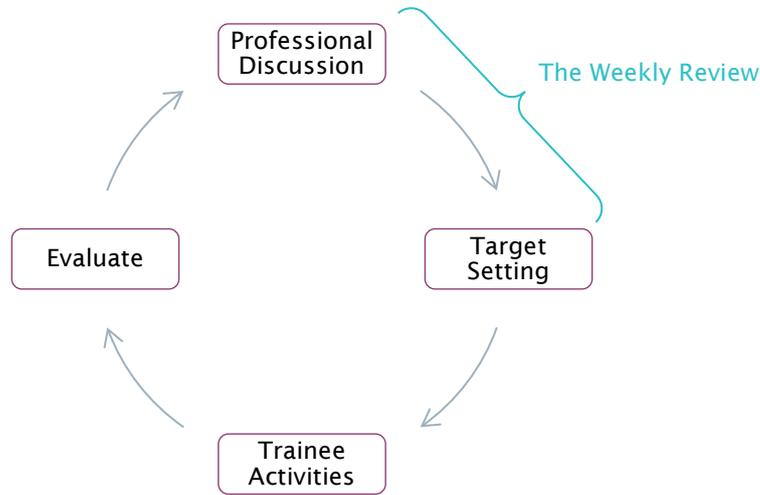 Professional
Discussion
The Weekly Review
Evaluate
Target
Setting
Trainee
Activities